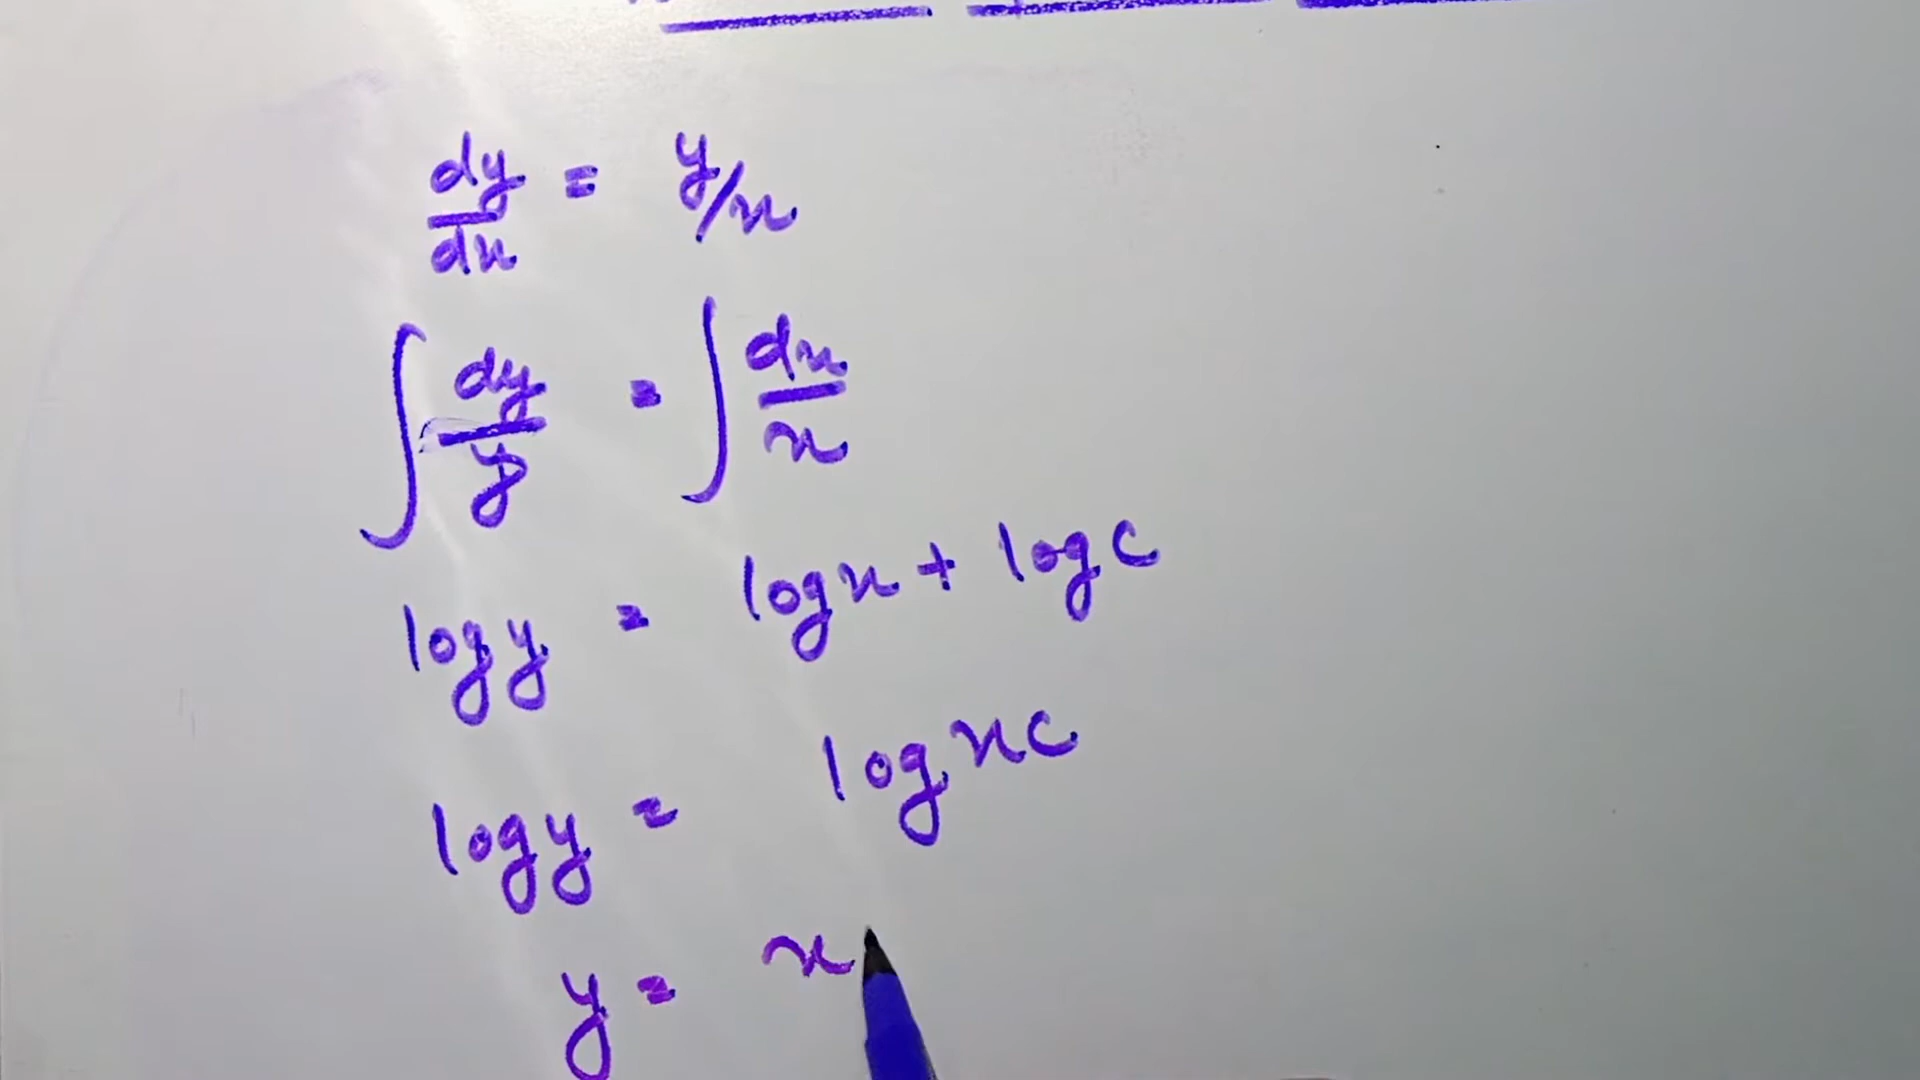 dy/dx = y/x
∫ dy/y = ∫ dx/x
log y = log x + log c
log y = log xc
y = x